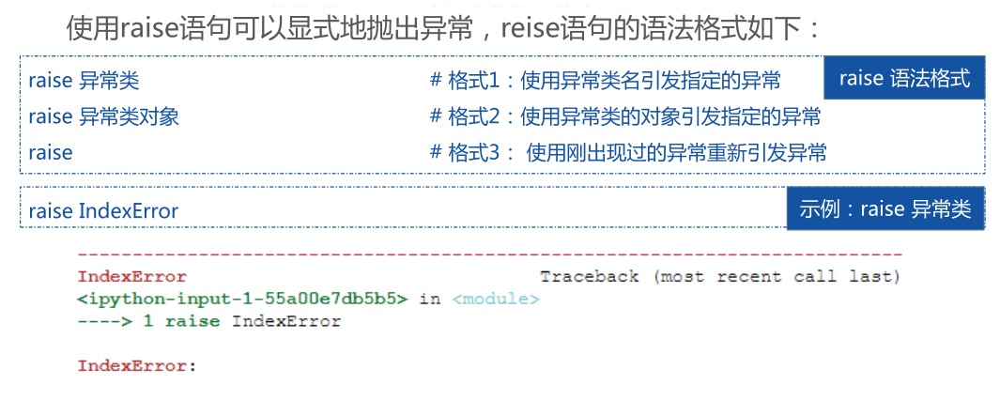 使用raise语句可以显式地抛出异常，reise语句的语法格式如下：
raise 异常类 # 格式1：使用异常类名引发指定的异常 raise 语法格式
raise 异常类对象 # 格式2：使用异常类的对象引发指定的异常
raise # 格式3： 使用刚出现过的异常重新引发异常
raise IndexError 示例：raise 异常类
---------------------------------------------------------------------------
IndexError Traceback (most recent call last)
<ipython-input-1-55a00e7db5b5> in <module>
----> 1 raise IndexError
IndexError: